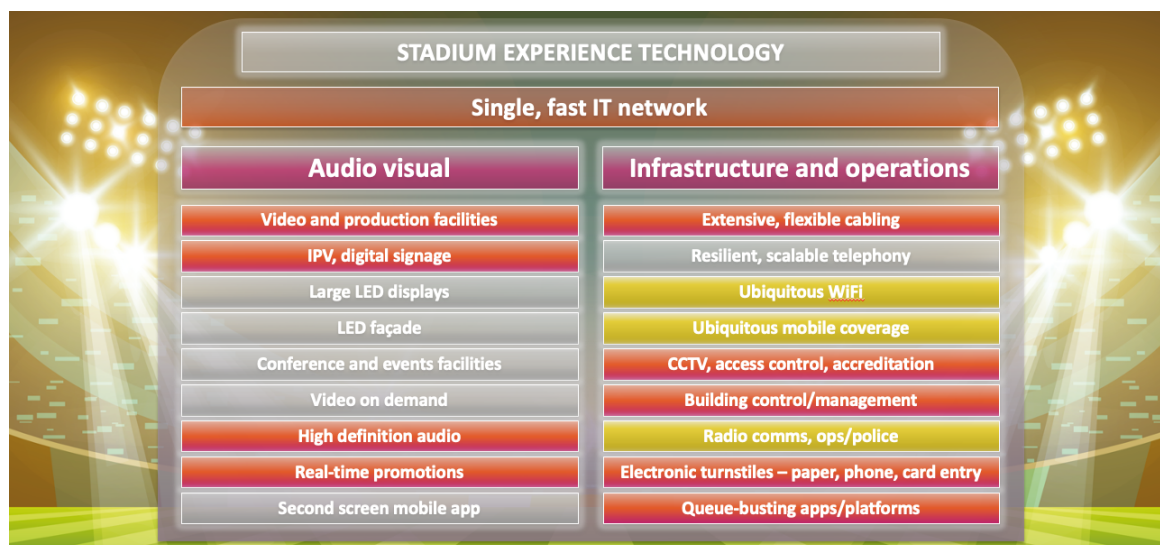 STADIUM EXPERIENCE TECHNOLOGY
Single, fast IT network
Audio visual
Video and production facilities
IPV, digital signage
Large LED displays
LED façade
Conference and events facilities
Video on demand
High definition audio
Real-time promotions
Second screen mobile app
Infrastructure and operations
Extensive, flexible cabling
Resilient, scalable telephony
Ubiquitous WiFi
Ubiquitous mobile coverage
CCTV, access control, accreditation
Building control/management
Radio comms, ops/police
Electronic turnstiles – paper, phone, card entry
Queue-busting apps/platforms